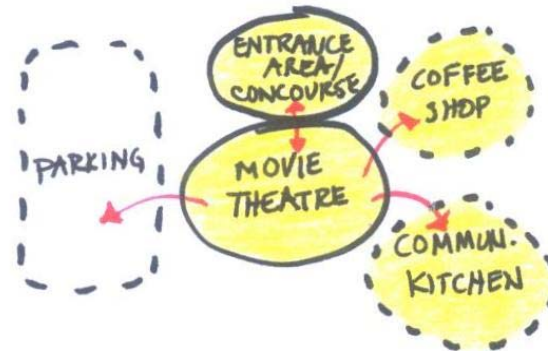 ENTRANCE
AREA/
CONCOURSE
COFFEE
SHOP
PARKING
MOVIE
THEATRE
COMMUN.
KITCHEN